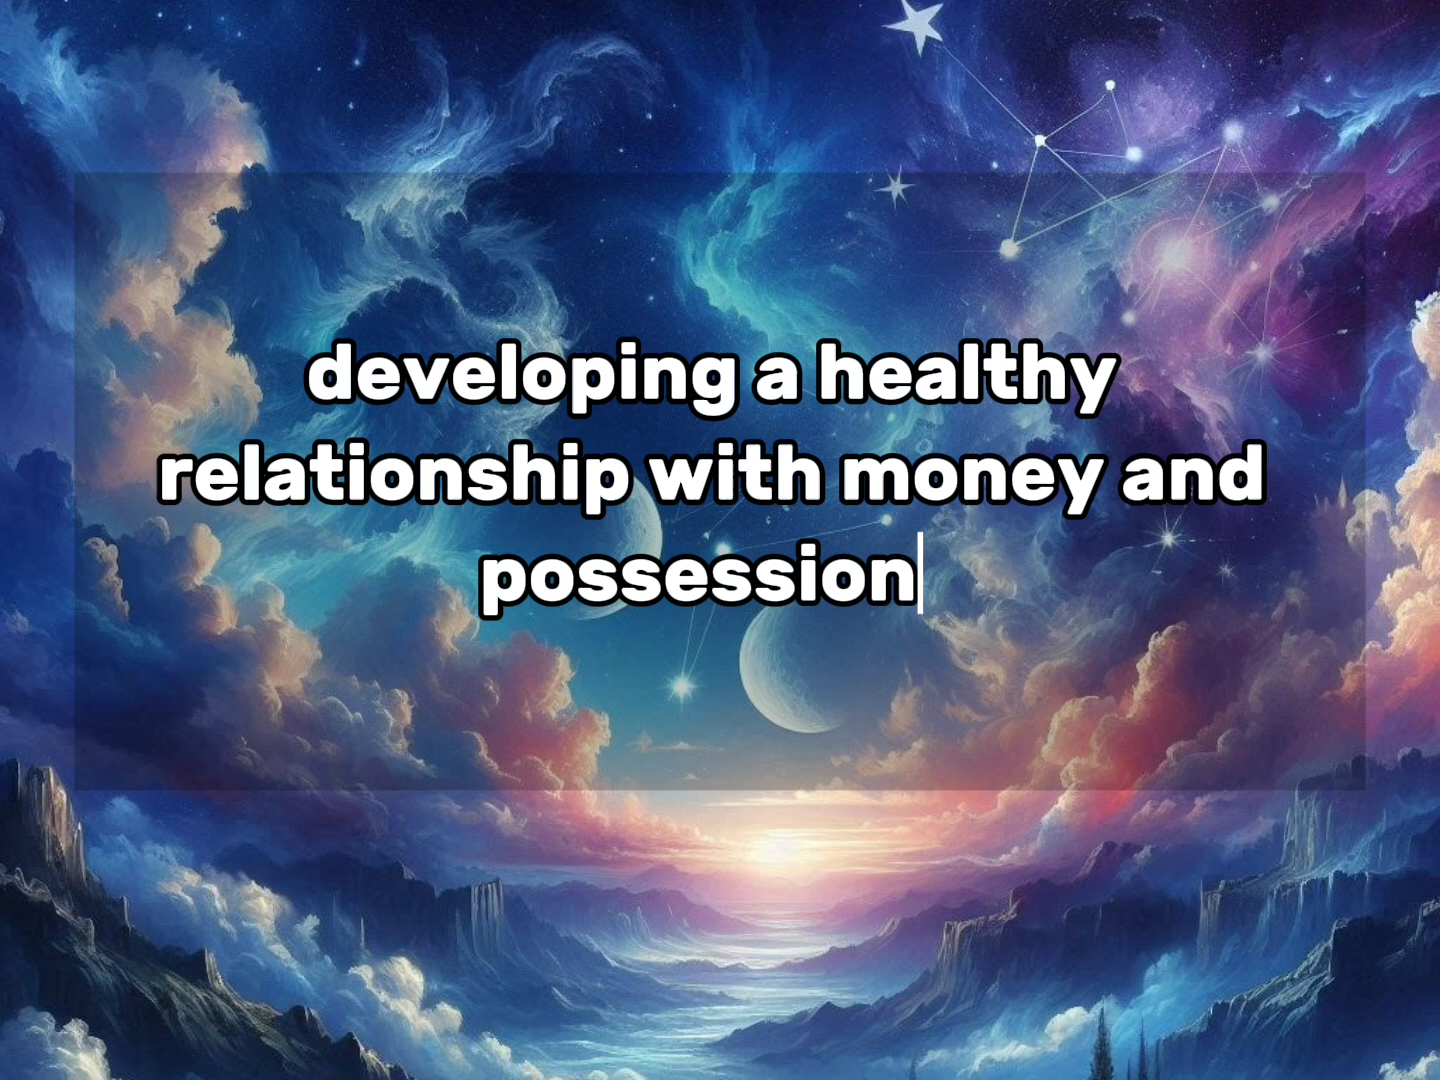 developing a healthy
relationship with money and
possession